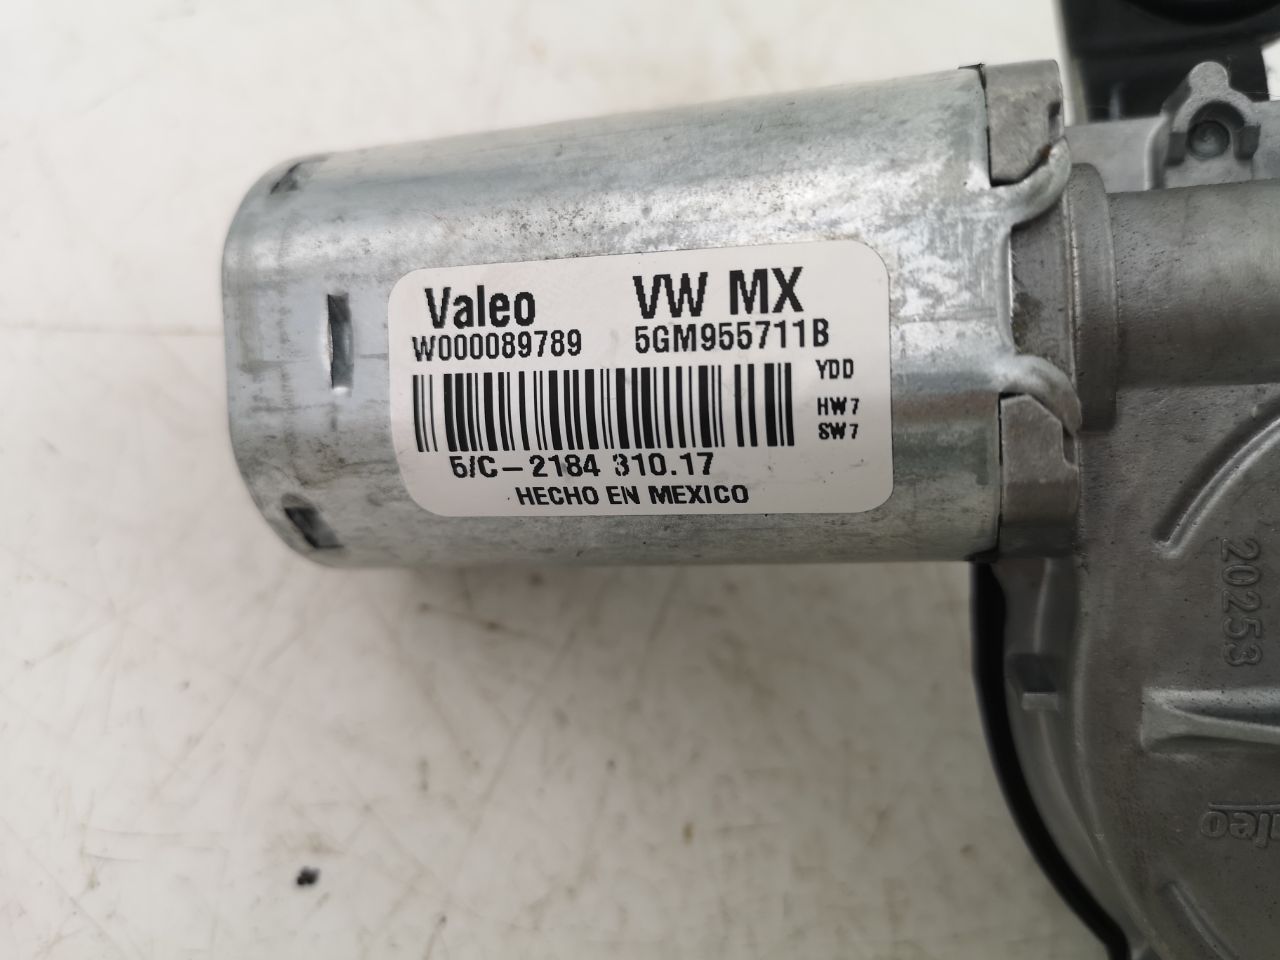 Valeo VW MX
W000089789 5GM955711B
YDD
HW7
SW7
5/C-2184 310.17
HECHO EN MEXICO
20253